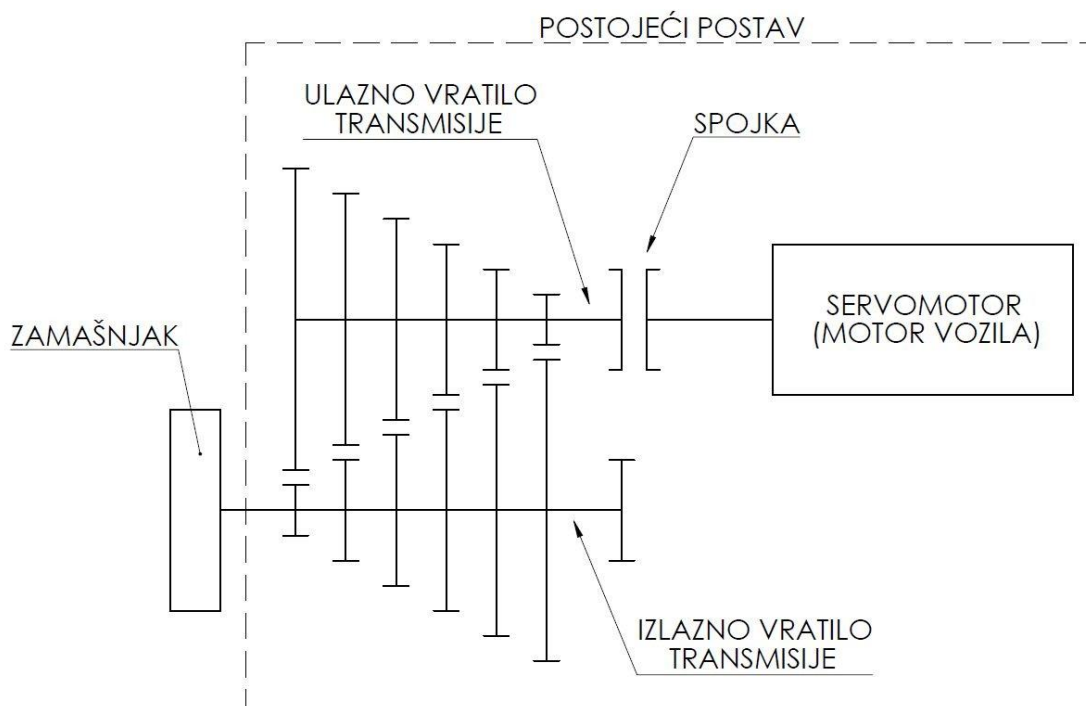 POSTOJEĆI POSTAV
ULAZNO VRATILO
TRANSMISIJE
SPOJKA
SERVOMOTOR
(MOTOR VOZILA)
ZAMAŠNJAK
IZLAZNO VRATILO
TRANSMISIJE